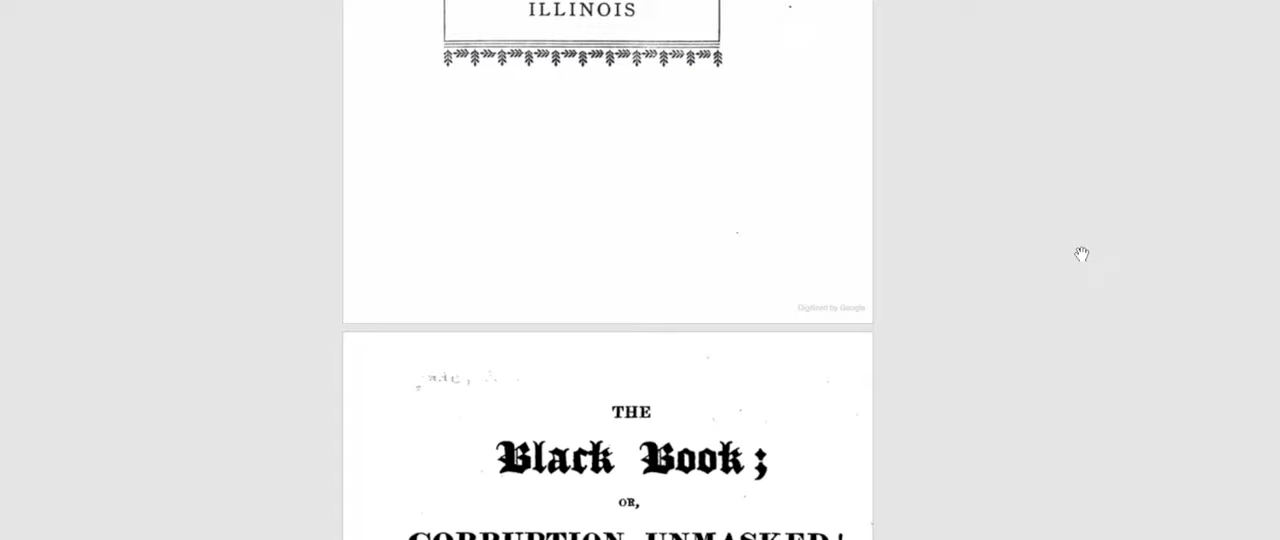 ILLINOIS
Digitized by Google
THE
Black Book;
OR,
CORRUPTION UNMASKED!